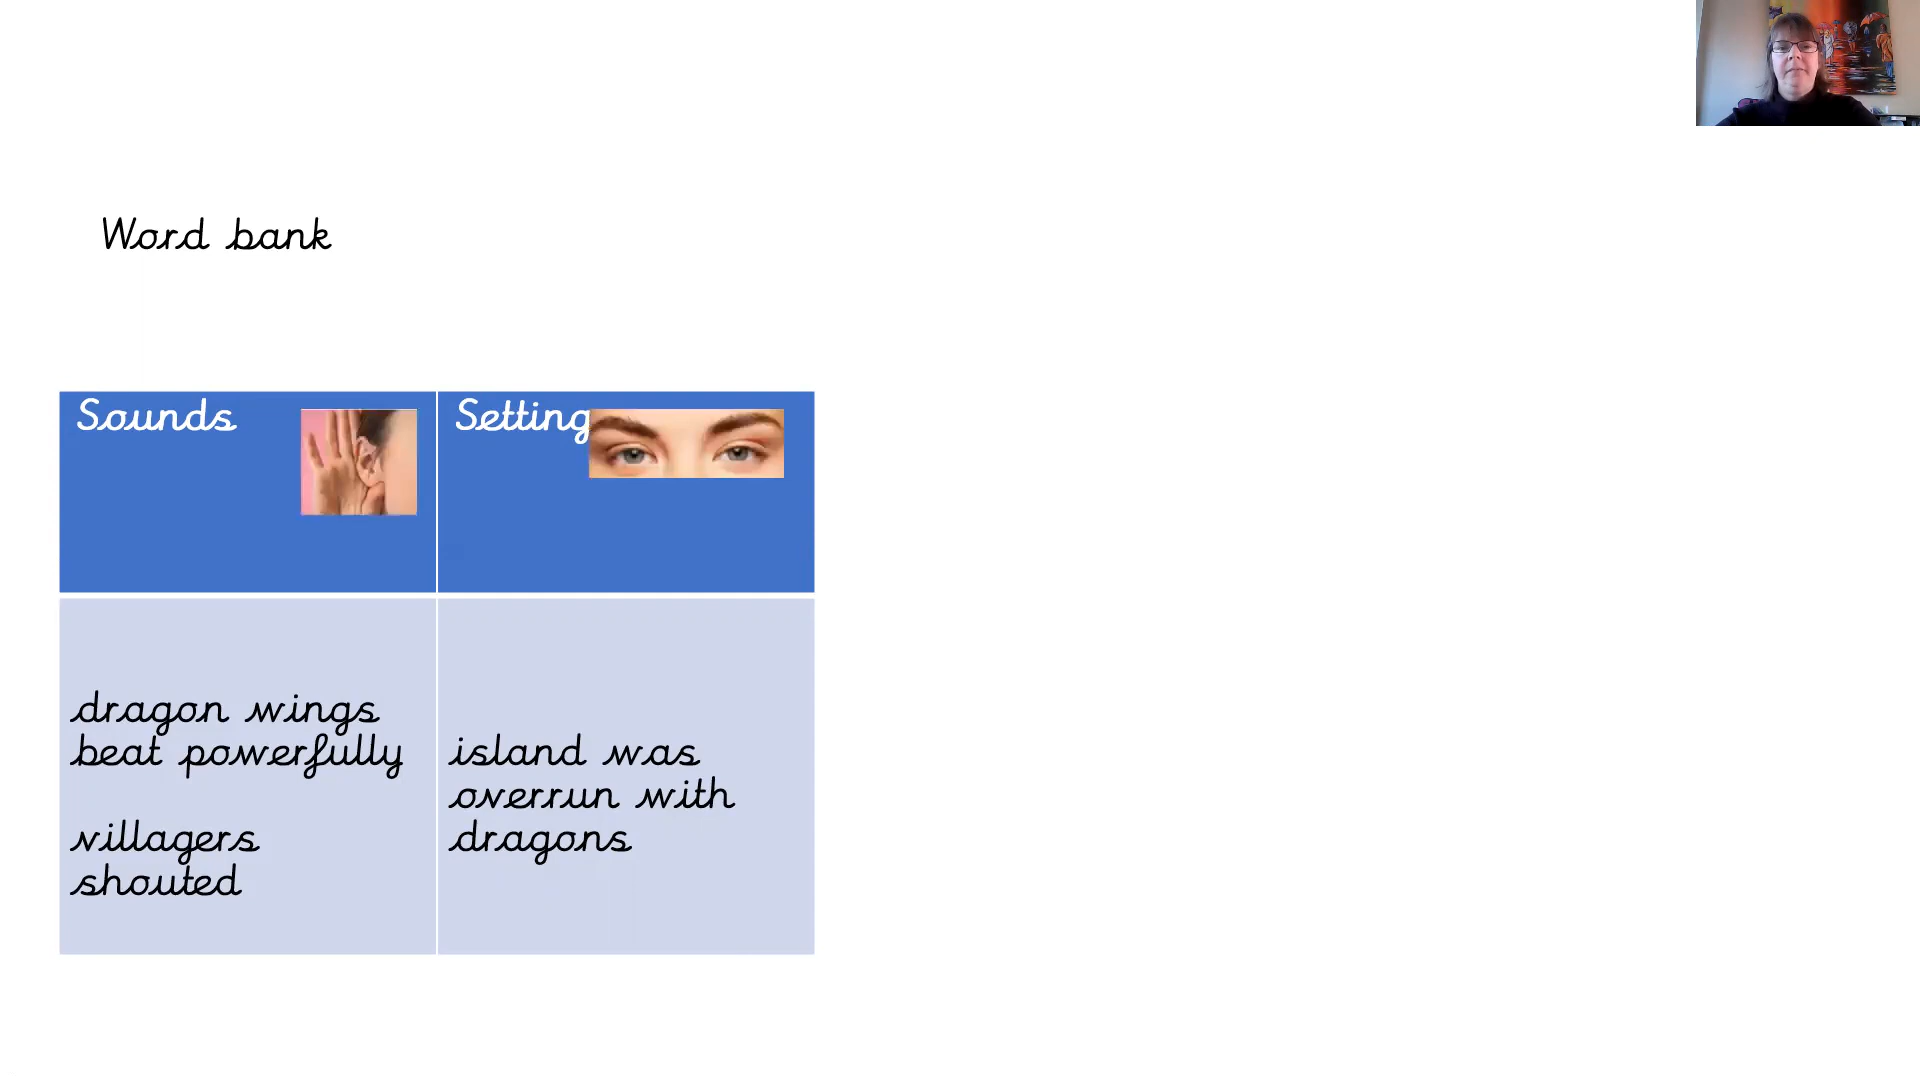 Word bank
Sounds
Setting
dragon wings
beat powerfully
villagers
shouted
island was
overrun with
dragons